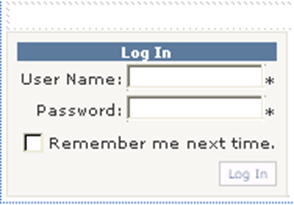 Log In
User Name: *
Password: *
Remember me next time.
Log In